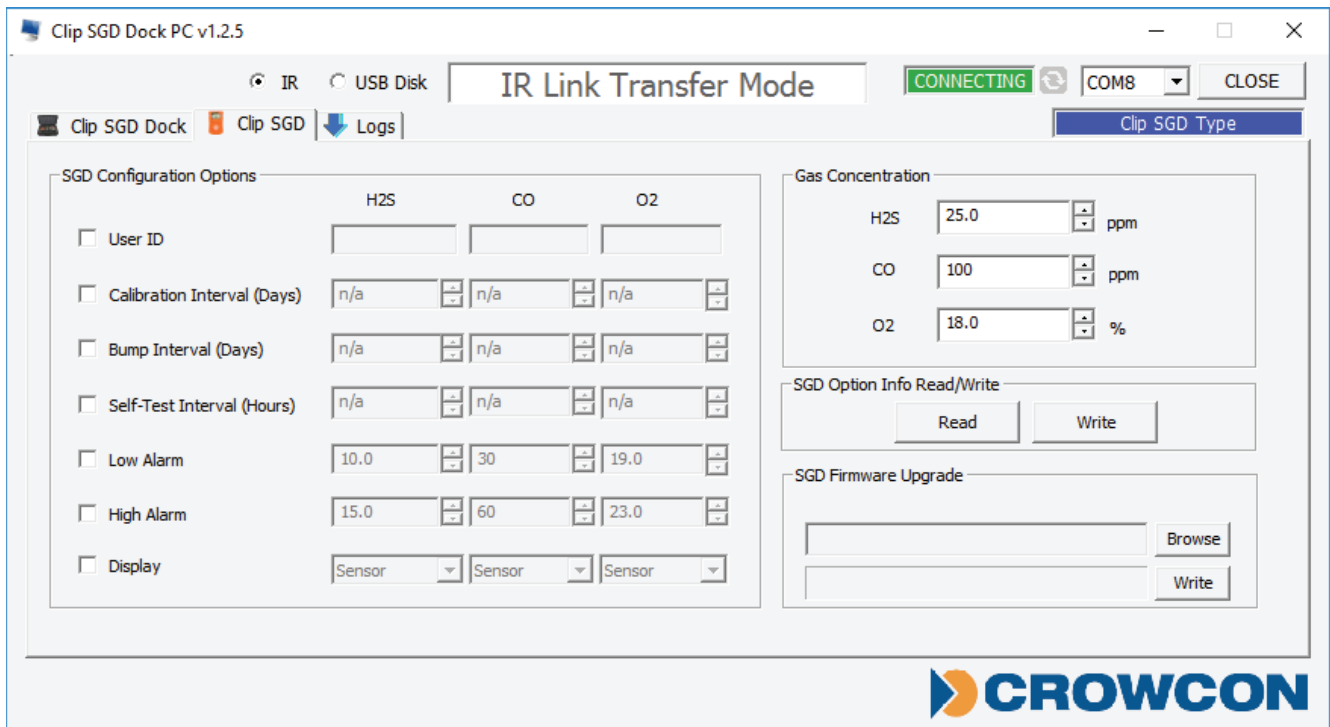 Clip SGD Dock PC v1.2.5
IR USB Disk IR Link Transfer Mode CONNECTING COM8 CLOSE
Clip SGD Dock Clip SGD Logs Clip SGD Type
SGD Configuration Options
H2S CO O2
User ID
Calibration Interval (Days) n/a n/a n/a
Bump Interval (Days) n/a n/a n/a
Self-Test Interval (Hours) n/a n/a n/a
Low Alarm 10.0 30 19.0
High Alarm 15.0 60 23.0
Display Sensor Sensor Sensor
Gas Concentration
H2S 25.0 ppm
CO 100 ppm
O2 18.0 %
SGD Option Info Read/Write
Read Write
SGD Firmware Upgrade
Browse
Write
CROWCON